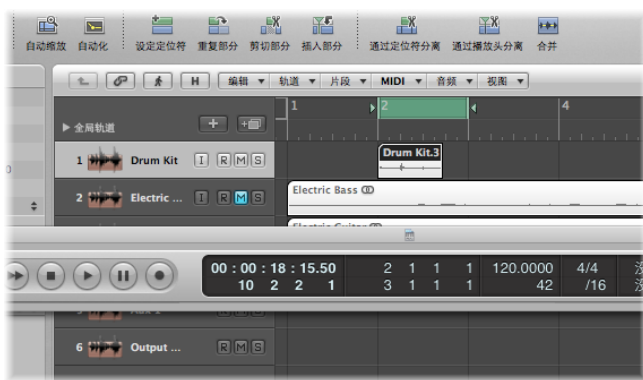 自动缩放 自动化 设定定位符 重复部分 剪切部分 插入部分 通过定位符分离 通过播放头分离 合并
H 编辑 轨道 片段 MIDI 音频 视图
1 2 4
全局轨道
Drum Kit.3
1 Drum Kit I R M S
2 Electric ... I R M S
Electric Bass
00 : 00 : 18 : 15.50 2 1 1 1 120.0000 4/4
10 2 2 1 3 1 1 1 42 /16
6 Output ... R M S